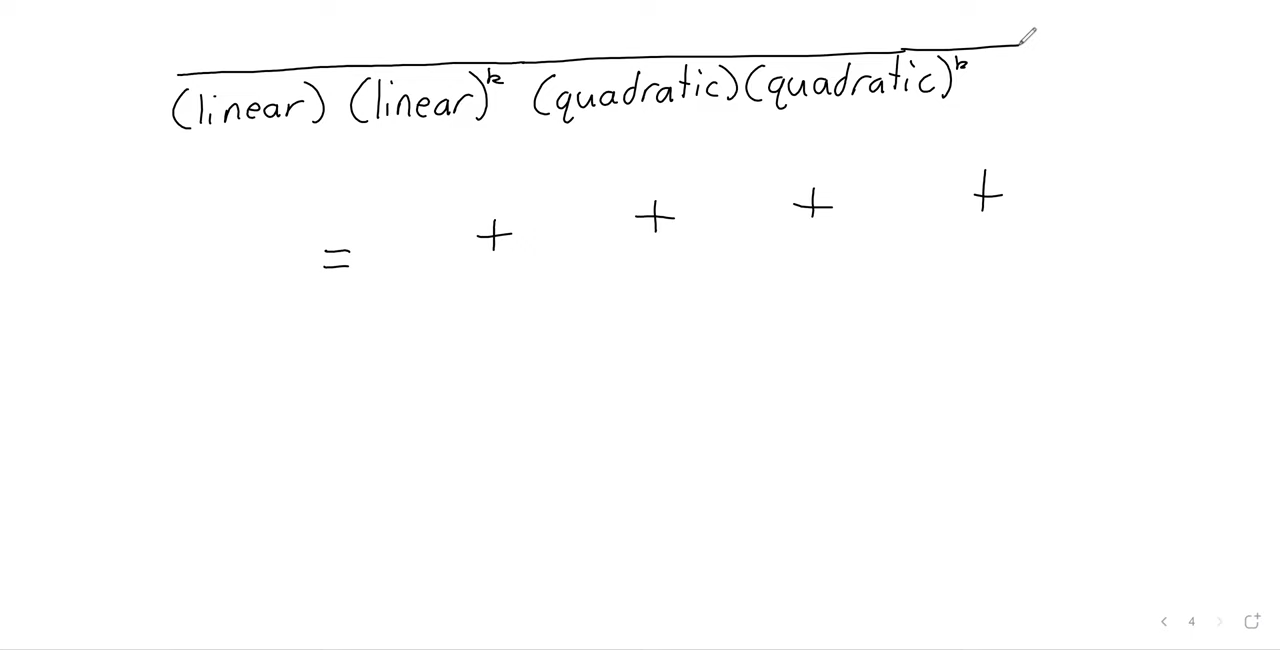 (linear) (linear)^k (quadratic)(quadratic)^k
= + + + +
4